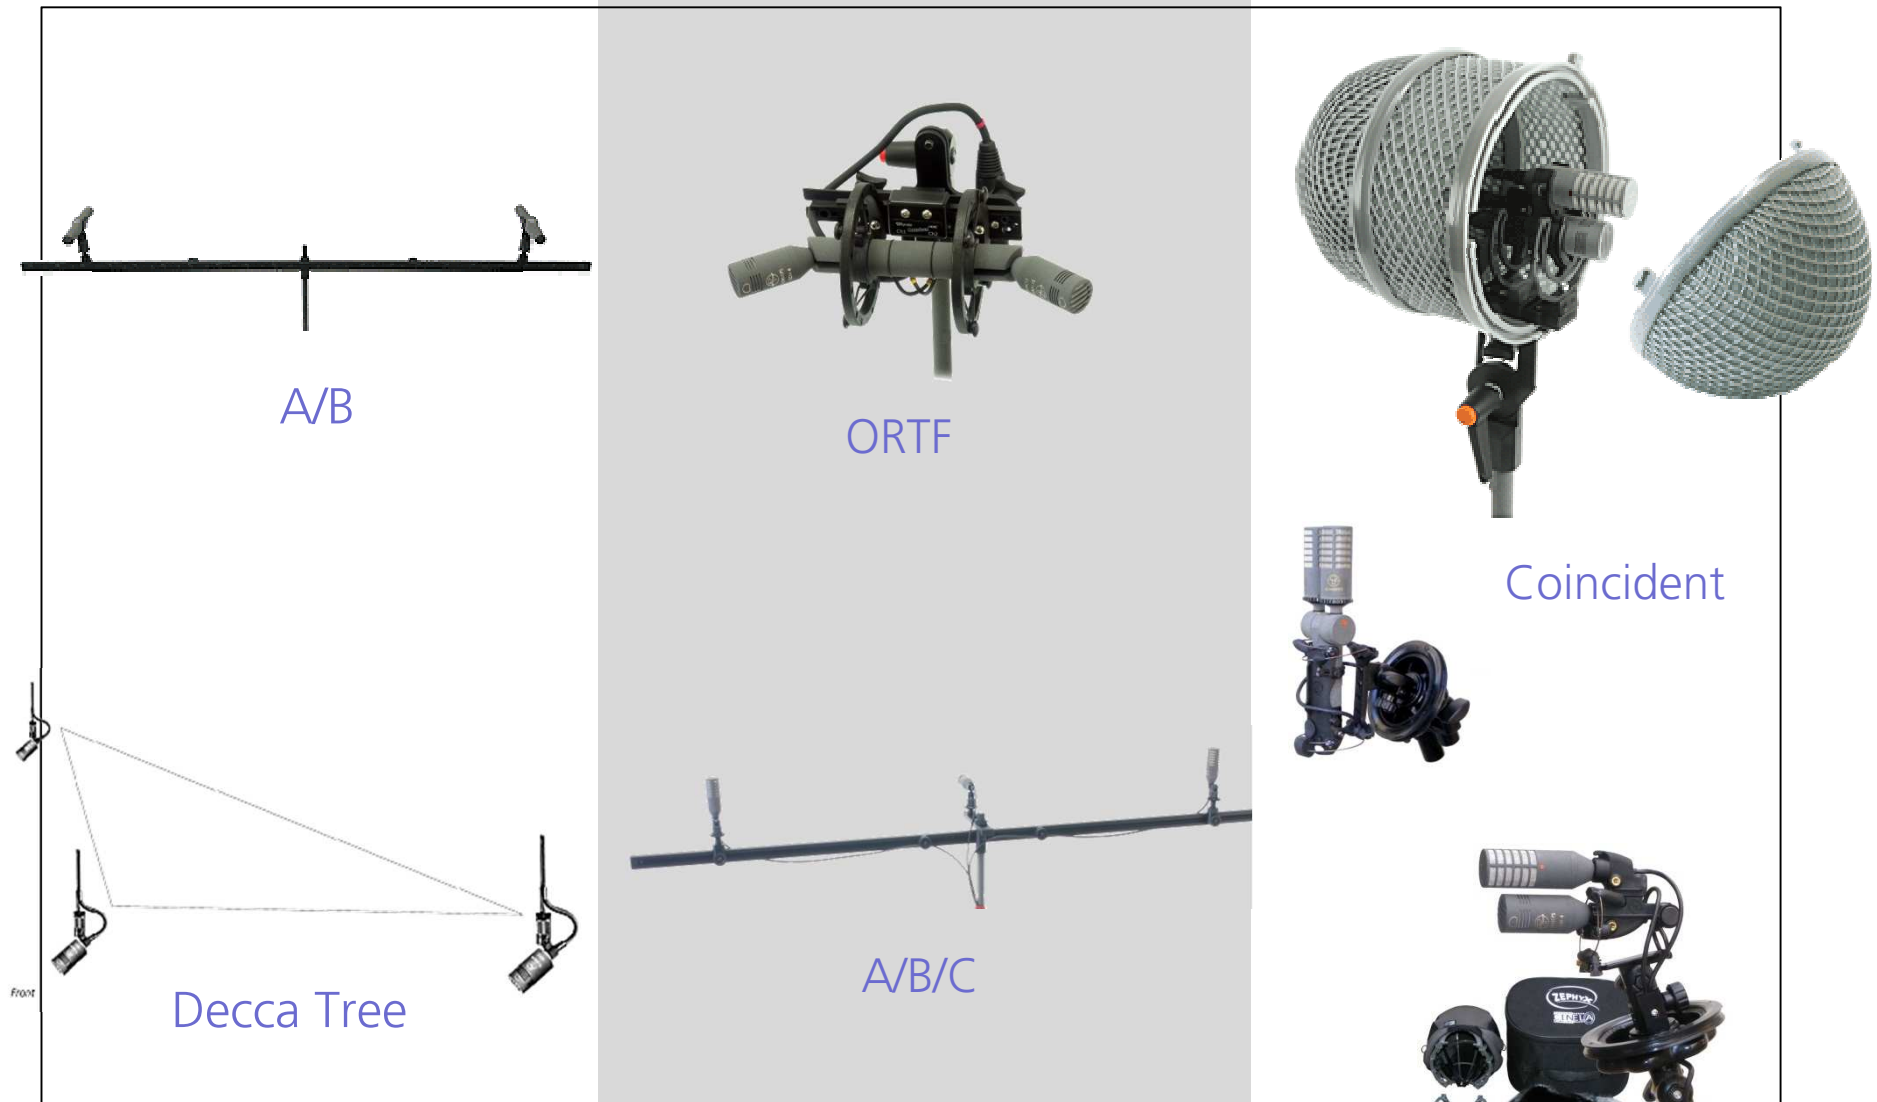 A/B
ORTF
Coincident
Decca Tree
A/B/C
Front
ZEPHYX
CINELA